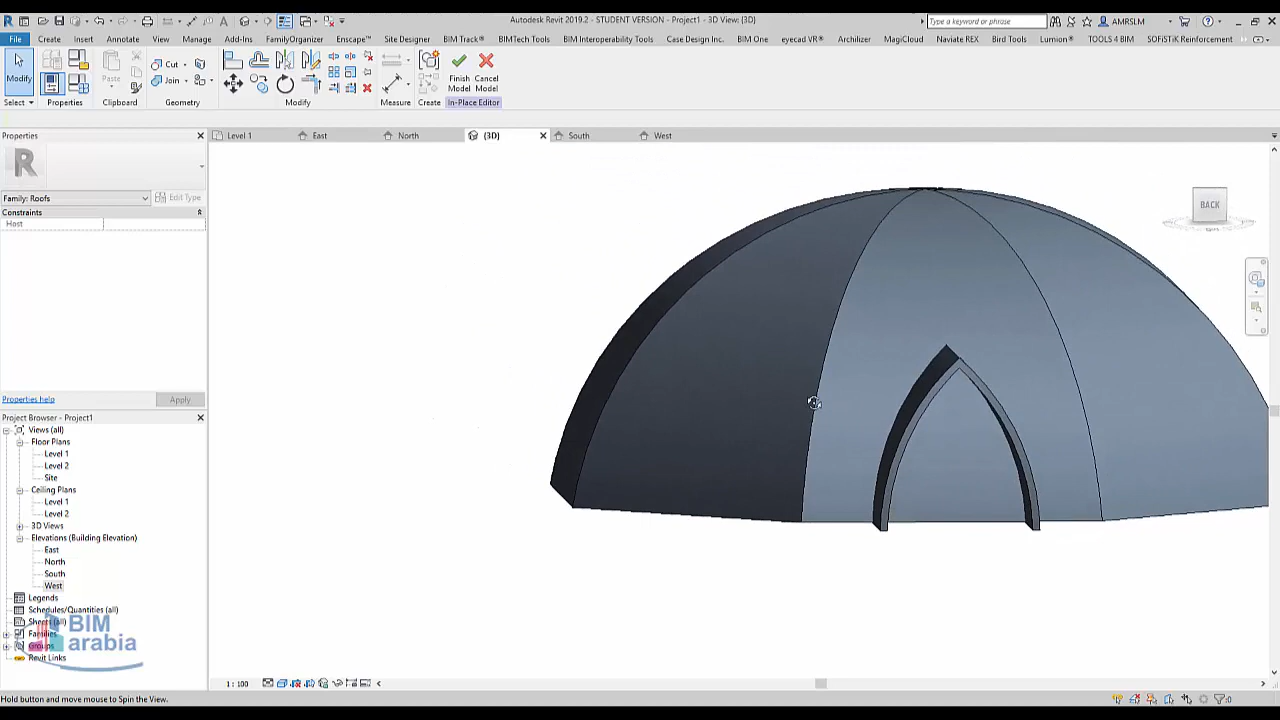 Autodesk Revit 2019.2 - STUDENT VERSION - Project1 - 3D View: {3D}
Type a keyword or phrase
AMRSLM
File Create Insert Annotate View Manage Add-Ins FamilyOrganizer Enscape™ Site Designer BIM Track® BIMTech Tools BIM Interoperability Tools Case Design, Inc. BIM One eyecad VR® Archilizer MagiCloud Naviate REX Bird Tools Lumion® TOOLS 4 BIM SOFiSTiK Reinforcement
Modify Paste Cut Join Finish Model Cancel Model
Select Properties Clipboard Geometry Modify Measure Create In-Place Editor
Properties
Level 1 East North {3D} South West
Family: Roofs Edit Type
Constraints
Host
BACK
Properties help Apply
Project Browser - Project1
Views (all)
Floor Plans
Level 1
Level 2
Site
Ceiling Plans
Level 1
Level 2
3D Views
Elevations (Building Elevation)
East
North
South
West
Legends
Schedules/Quantities (all)
Sheets (all)
Families
Groups
Revit Links
BIM
arabia
1 : 100
Hold button and move mouse to Spin the View.
:0